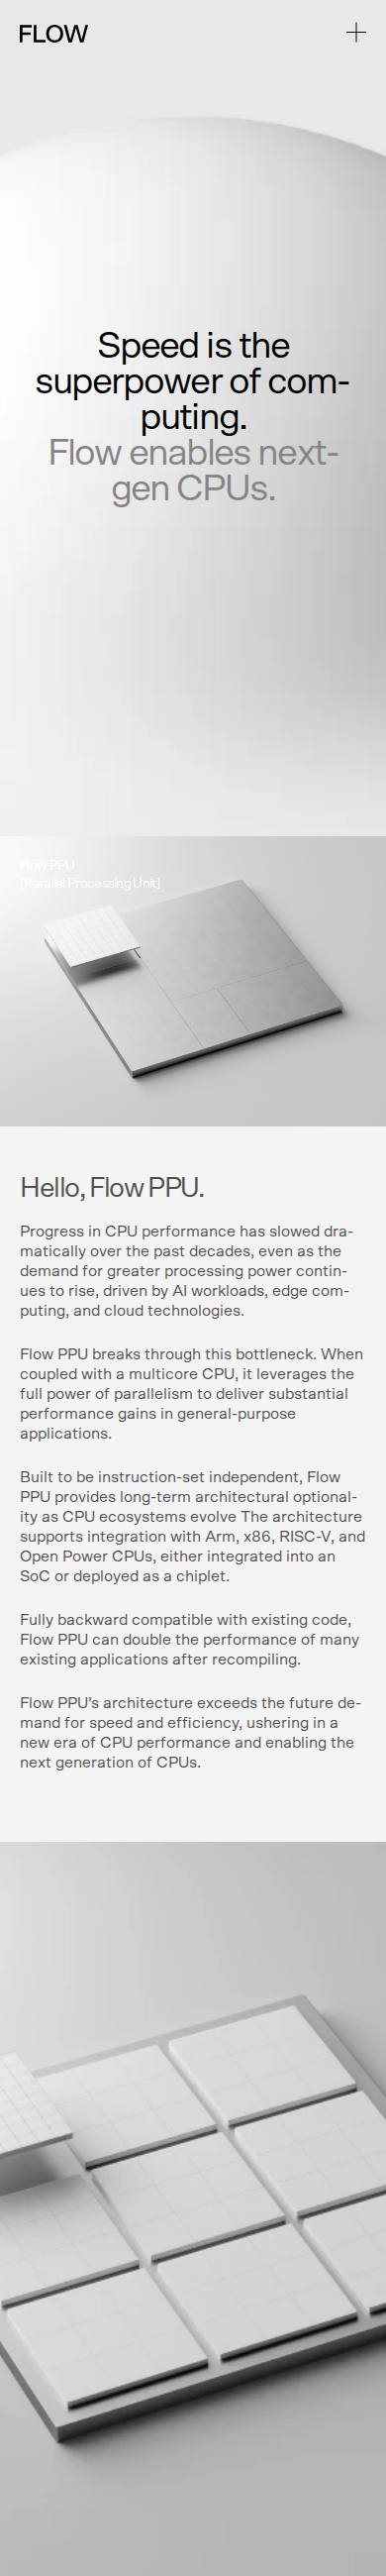 FLOW
Speed is the
superpower of com-
puting.
Flow enables next-
gen CPUs.
Flow PPU
[Parallel Processing Unit]
Hello, Flow PPU.
Progress in CPU performance has slowed dra-
matically over the past decades, even as the
demand for greater processing power contin-
ues to rise, driven by AI workloads, edge com-
puting, and cloud technologies.
Flow PPU breaks through this bottleneck. When
coupled with a multicore CPU, it leverages the
full power of parallelism to deliver substantial
performance gains in general-purpose
applications.
Built to be instruction-set independent, Flow
PPU provides long-term architectural optional-
ity as CPU ecosystems evolve The architecture
supports integration with Arm, x86, RISC-V, and
Open Power CPUs, either integrated into an
SoC or deployed as a chiplet.
Fully backward compatible with existing code,
Flow PPU can double the performance of many
existing applications after recompiling.
Flow PPU’s architecture exceeds the future de-
mand for speed and efficiency, ushering in a
new era of CPU performance and enabling the
next generation of CPUs.